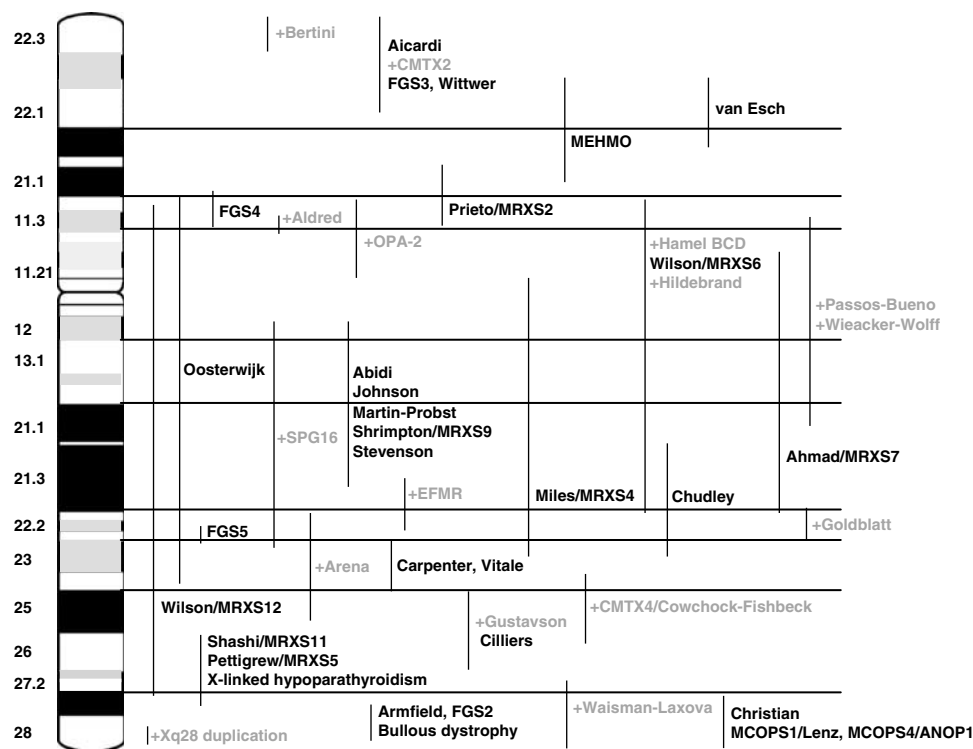 22.3
+Bertini
Aicardi
+CMTX2
FGS3, Wittwer
22.1
van Esch
MEHMO
21.1
FGS4
Prieto/MRXS2
11.3
+Aldred
+OPA-2
+Hamel BCD
Wilson/MRXS6
+Hildebrand
11.21
+Passos-Bueno
+Wieacker-Wolff
12
13.1
Oosterwijk
Abidi
Johnson
Martin-Probst
Shrimpton/MRXS9
Stevenson
21.1
+SPG16
Ahmad/MRXS7
21.3
+EFMR
Miles/MRXS4
Chudley
22.2
FGS5
+Goldblatt
23
+Arena
Carpenter, Vitale
25
Wilson/MRXS12
+CMTX4/Cowchock-Fishbeck
+Gustavson
Cilliers
26
Shashi/MRXS11
Pettigrew/MRXS5
X-linked hypoparathyroidism
27.2
Armfield, FGS2
Bullous dystrophy
+Waisman-Laxova
Christian
MCOPS1/Lenz, MCOPS4/ANOP1
28
+Xq28 duplication